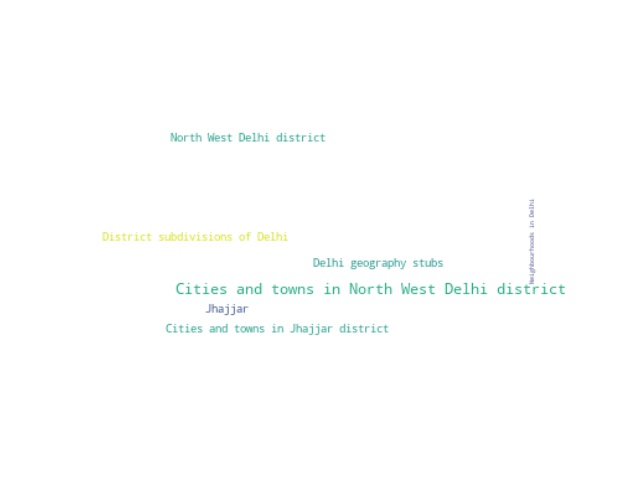 North West Delhi district
Neighbourhoods in Delhi
District subdivisions of Delhi
Delhi geography stubs
Cities and towns in North West Delhi district
Jhajjar
Cities and towns in Jhajjar district